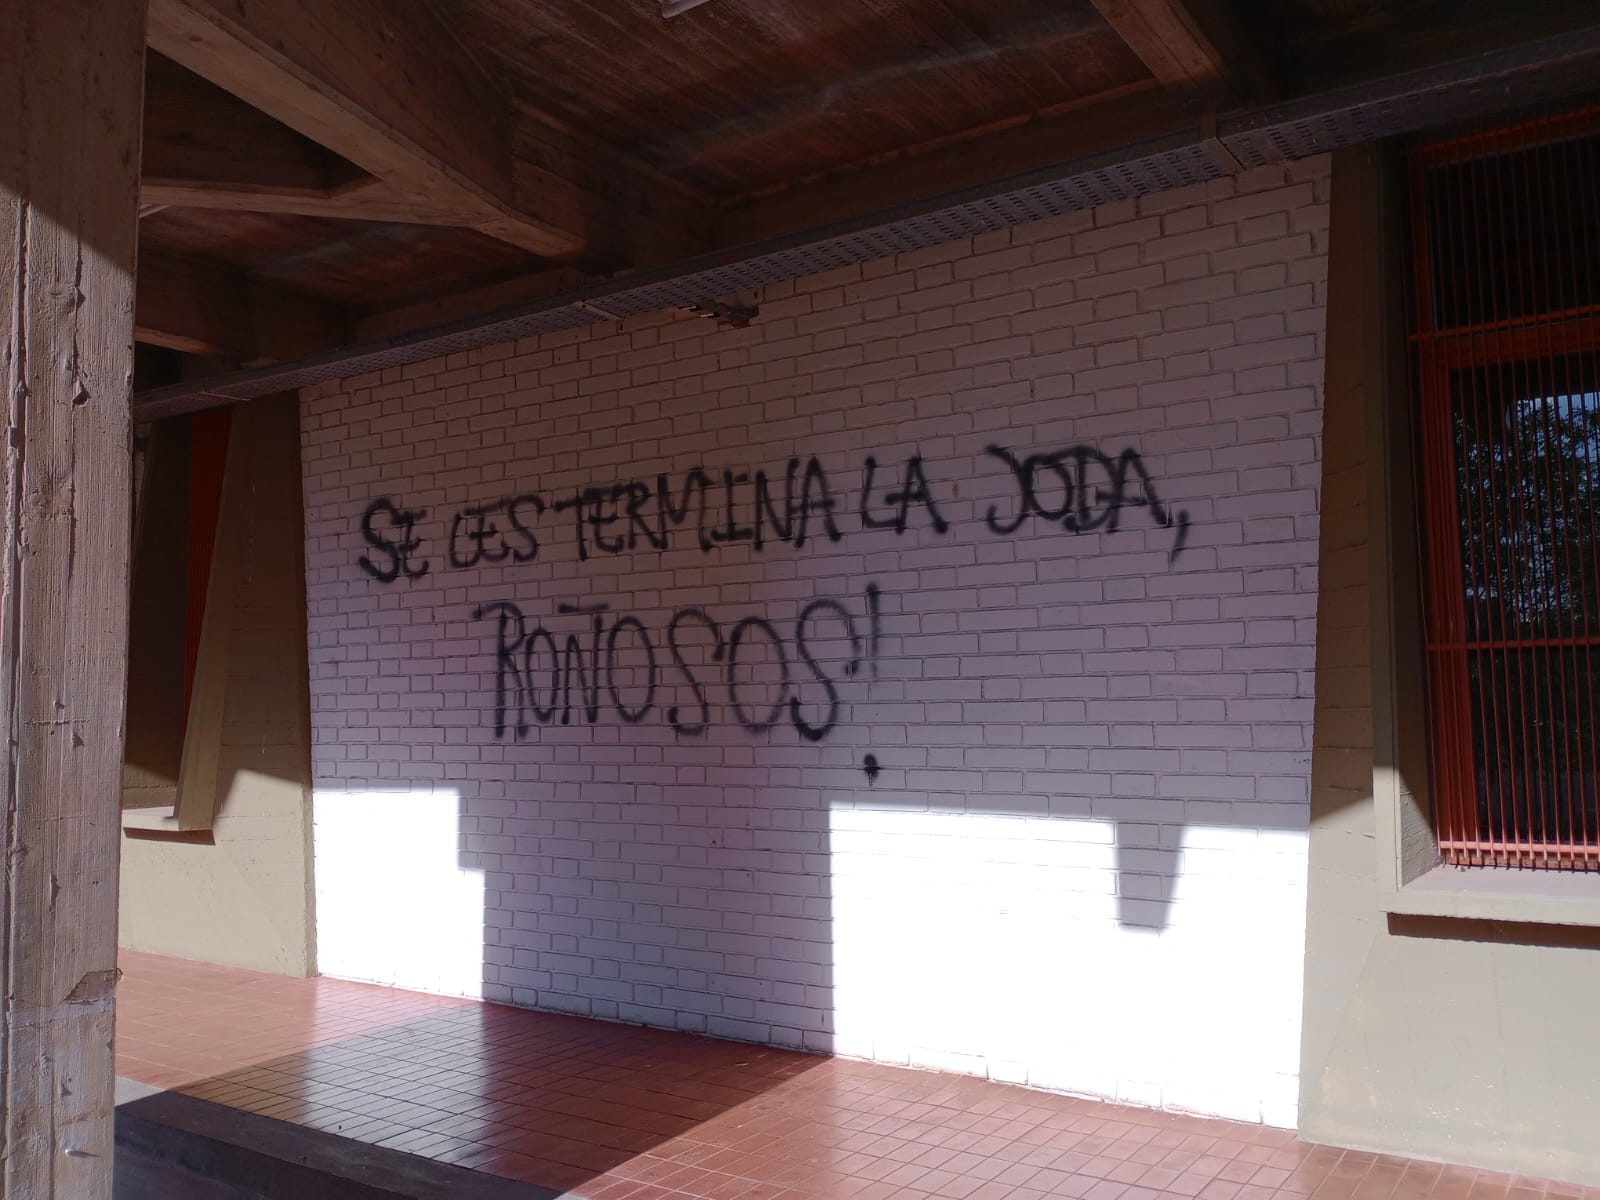 SE LES TERMINA LA JODA,
ROÑOSOS!